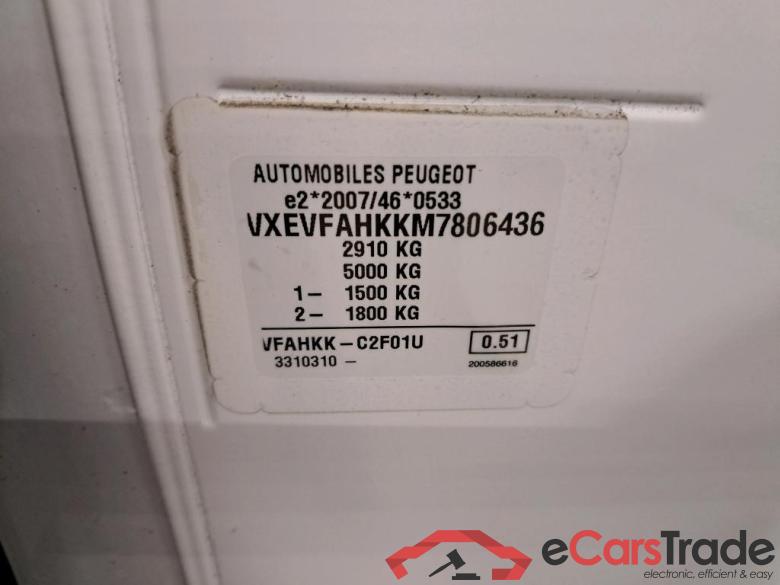 AUTOMOBILES PEUGEOT
e2*2007/46*0533
VXEVFAHKKM7806436
2910 KG
5000 KG
1- 1500 KG
2- 1800 KG
VFAHKK-C2F01U 0.51
3310310 - 200586616
eCarsTrade
electronic, efficient & easy